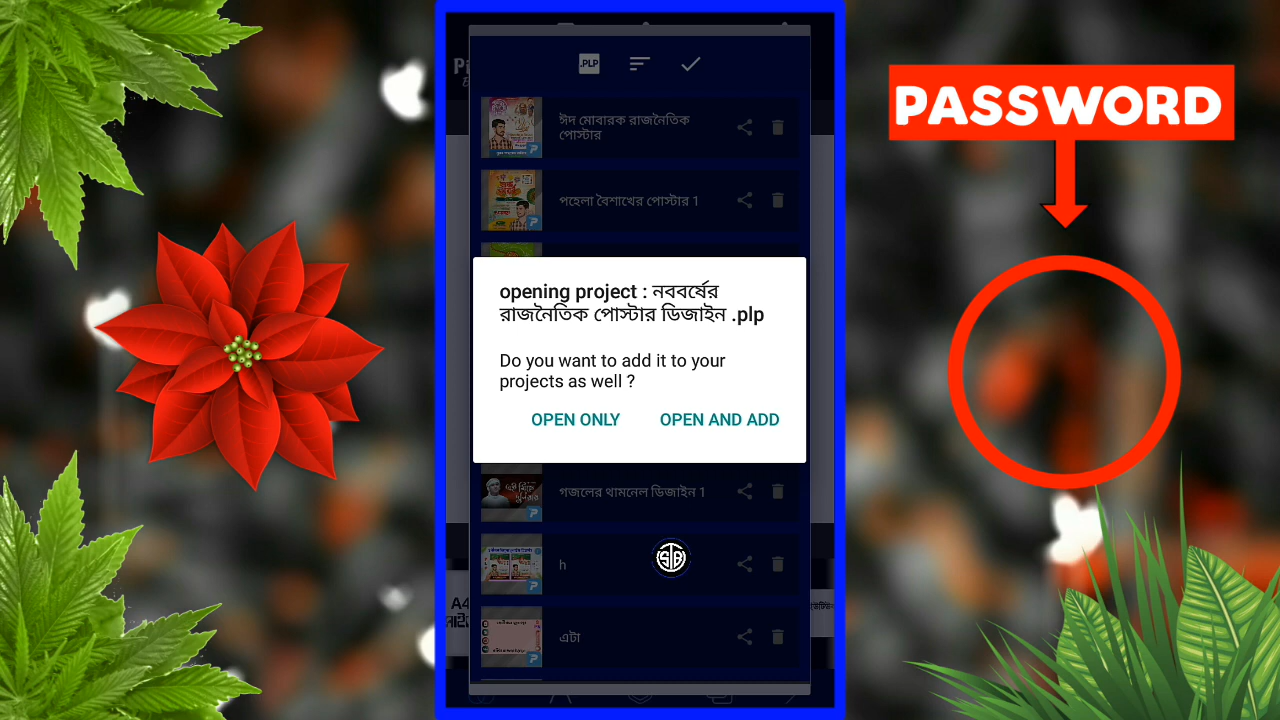 .PLP
ঈদ মোবারক রাজনৈতিক
পোস্টার
পহেলা বৈশাখের পোস্টার 1
opening project : নববর্ষের
রাজনৈতিক পোস্টার ডিজাইন .plp
Do you want to add it to your
projects as well ?
OPEN ONLY
OPEN AND ADD
গজলের থামনেল ডিজাইন 1
h
এটা
A4
PASSWORD